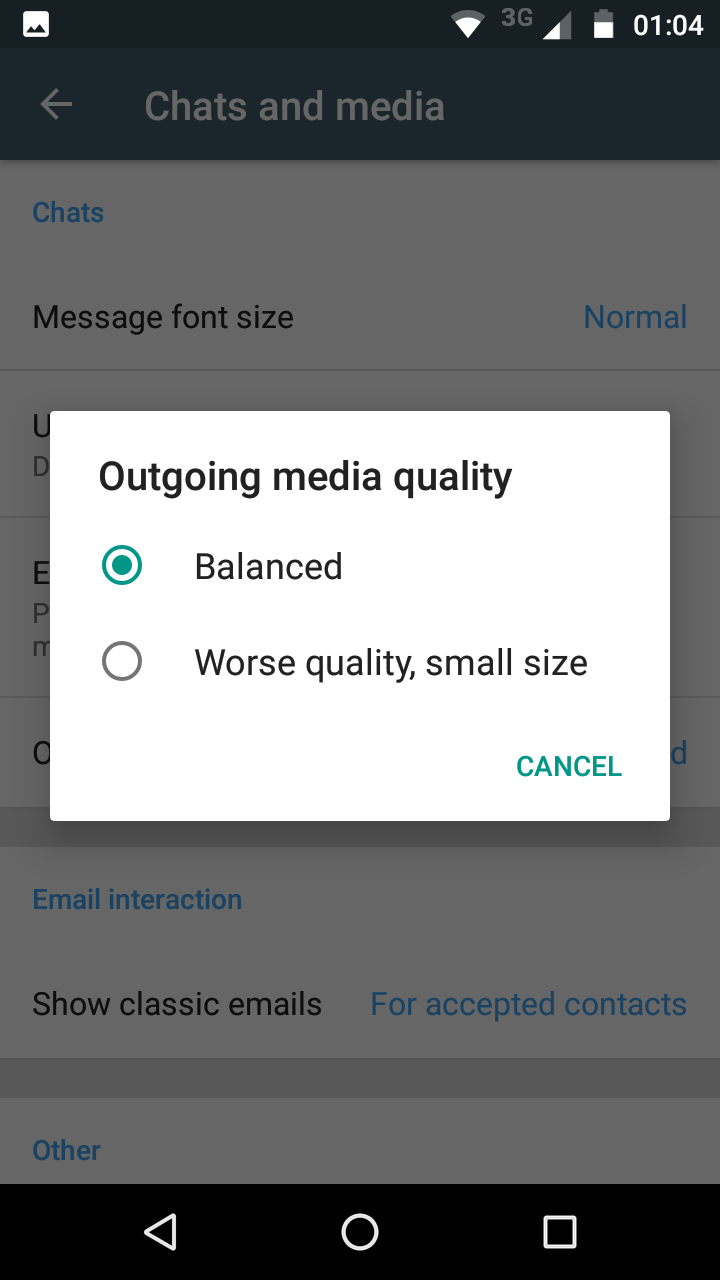 3G 01:04
Chats and media
Chats
Message font size Normal
Outgoing media quality
Balanced
Worse quality, small size
CANCEL
Email interaction
Show classic emails For accepted contacts
Other